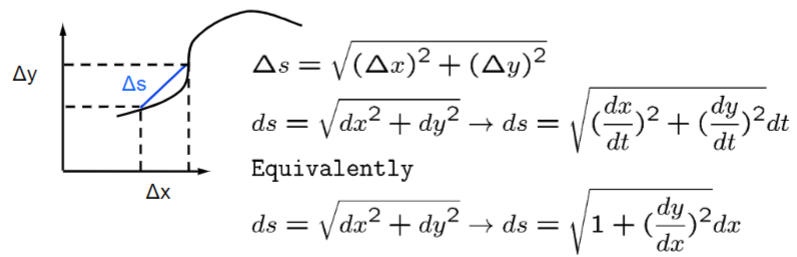 Δy
Δs
Δx
Δs = √((Δx)² + (Δy)²)
ds = √(dx² + dy²) → ds = √((dx/dt)² + (dy/dt)²)dt
Equivalently
ds = √(dx² + dy²) → ds = √(1 + (dy/dx)²)dx